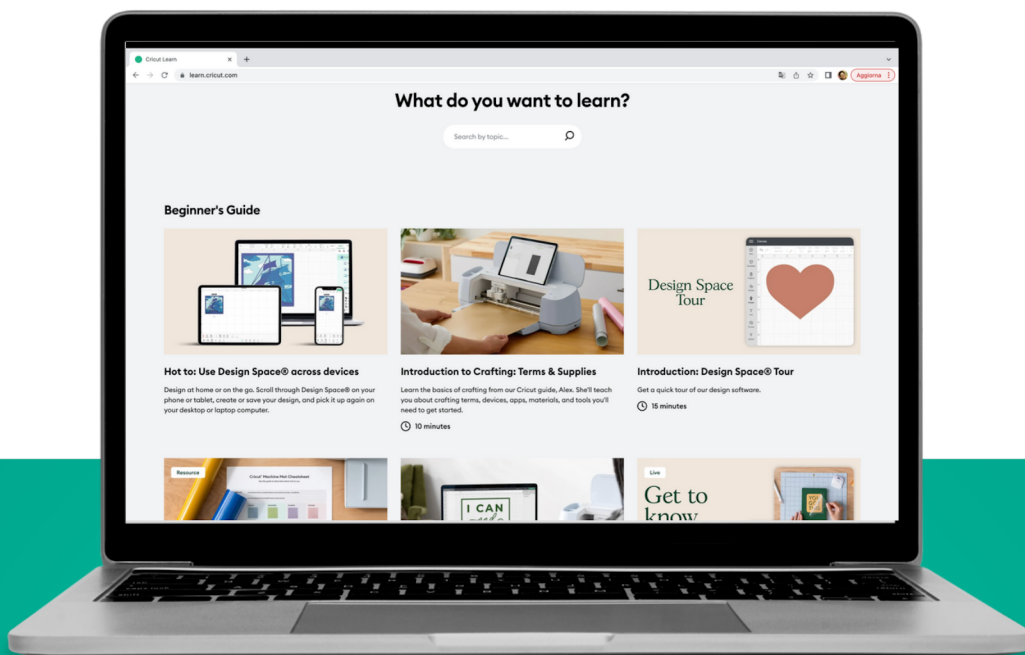 Cricut Learn
learn.cricut.com
Aggiorna
What do you want to learn?
Search by topic...
Beginner's Guide
Design Space
Tour
Hot to: Use Design Space® across devices
Design at home or on the go. Scroll through Design Space® on your
phone or tablet, create or save your design, and pick it up again on
your desktop or laptop computer.
Introduction to Crafting: Terms & Supplies
Learn the basics of crafting from our Cricut guide, Alex. She'll teach
you about crafting terms, devices, apps, materials, and tools you'll
need to get started.
10 minutes
Introduction: Design Space® Tour
Get a quick tour of our design software.
15 minutes
Resource
Cricut® Machine Mat Cheatsheet
I CAN
Live
Get to
know